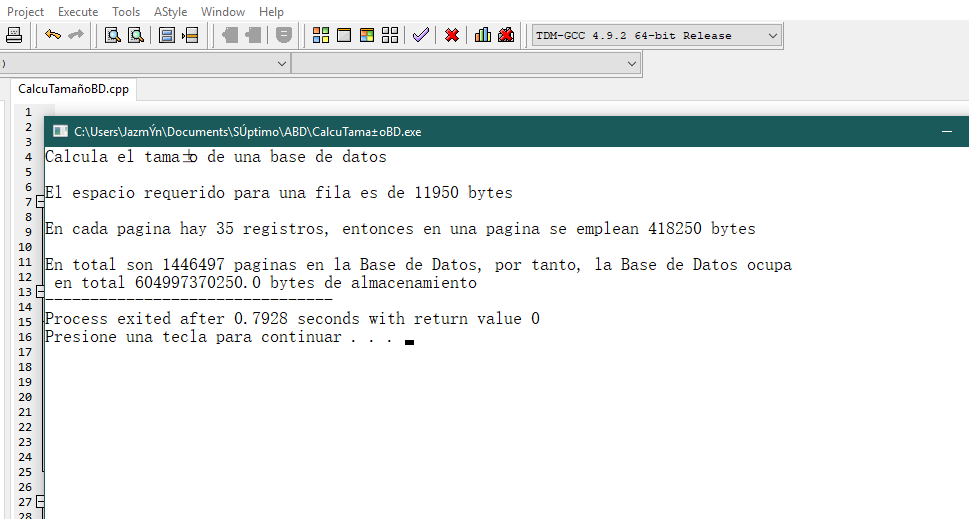 Project Execute Tools AStyle Window Help
TDM-GCC 4.9.2 64-bit Release
)
CalcuTamañoBD.cpp
1
2
3
4
5
6
7
8
9
10
11
12
13
14
15
16
17
18
19
20
21
22
23
24
25
26
27
28
C:\Users\JazmÝn\Documents\SÚptimo\ABD\CalcuTama±oBD.exe
Calcula el tama±o de una base de datos
El espacio requerido para una fila es de 11950 bytes
En cada pagina hay 35 registros, entonces en una pagina se emplean 418250 bytes
En total son 1446497 paginas en la Base de Datos, por tanto, la Base de Datos ocupa
en total 604997370250.0 bytes de almacenamiento
--------------------------------
Process exited after 0.7928 seconds with return value 0
Presione una tecla para continuar . . .